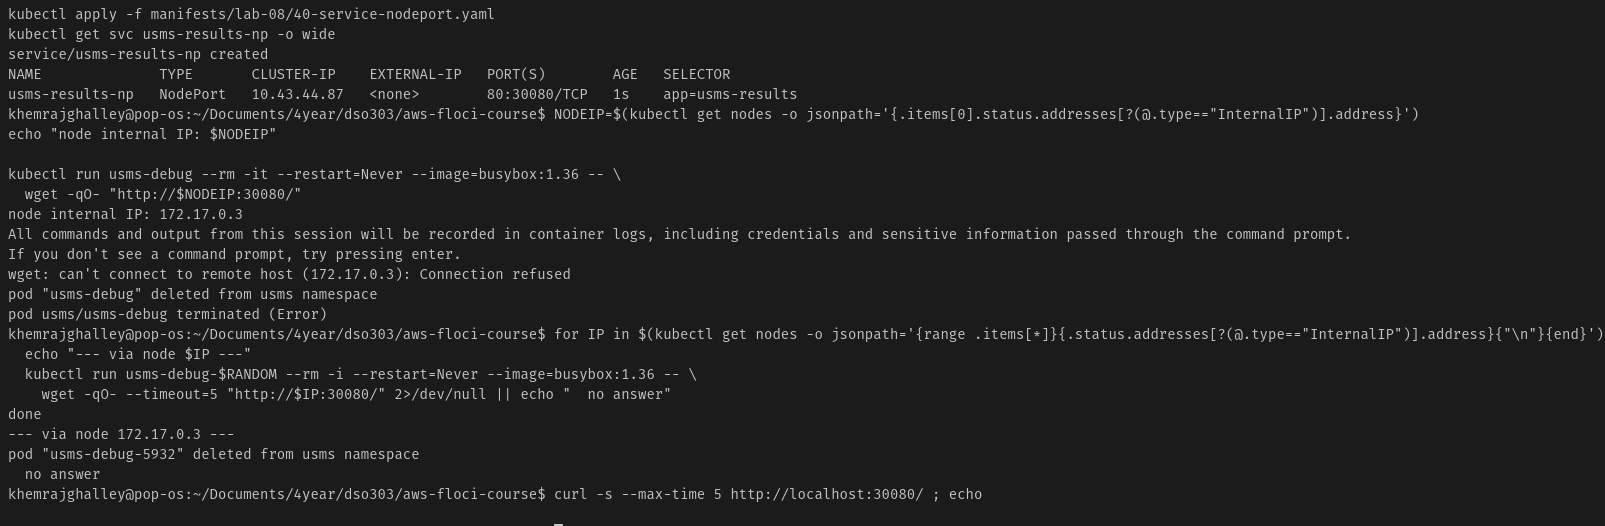 kubectl apply -f manifests/lab-08/40-service-nodeport.yaml
kubectl get svc usms-results-np -o wide
service/usms-results-np created
NAME              TYPE       CLUSTER-IP    EXTERNAL-IP   PORT(S)        AGE   SELECTOR
usms-results-np   NodePort   10.43.44.87   <none>        80:30080/TCP   1s    app=usms-results
khemrajghalley@pop-os:~/Documents/4year/dso303/aws-floci-course$ NODEIP=$(kubectl get nodes -o jsonpath='{.items[0].status.addresses[?(@.type=="InternalIP")].address}')
echo "node internal IP: $NODEIP"

kubectl run usms-debug --rm -it --restart=Never --image=busybox:1.36 -- \
  wget -qO- "http://$NODEIP:30080/"
node internal IP: 172.17.0.3
All commands and output from this session will be recorded in container logs, including credentials and sensitive information passed through the command prompt.
If you don't see a command prompt, try pressing enter.
wget: can't connect to remote host (172.17.0.3): Connection refused
pod "usms-debug" deleted from usms namespace
pod usms/usms-debug terminated (Error)
khemrajghalley@pop-os:~/Documents/4year/dso303/aws-floci-course$ for IP in $(kubectl get nodes -o jsonpath='{range .items[*]}{.status.addresses[?(@.type=="InternalIP")].address}{"\n"}{end}')
  echo "--- via node $IP ---"
  kubectl run usms-debug-$RANDOM --rm -i --restart=Never --image=busybox:1.36 -- \
    wget -qO- --timeout=5 "http://$IP:30080/" 2>/dev/null || echo "  no answer"
done
--- via node 172.17.0.3 ---
pod "usms-debug-5932" deleted from usms namespace
  no answer
khemrajghalley@pop-os:~/Documents/4year/dso303/aws-floci-course$ curl -s --max-time 5 http://localhost:30080/ ; echo